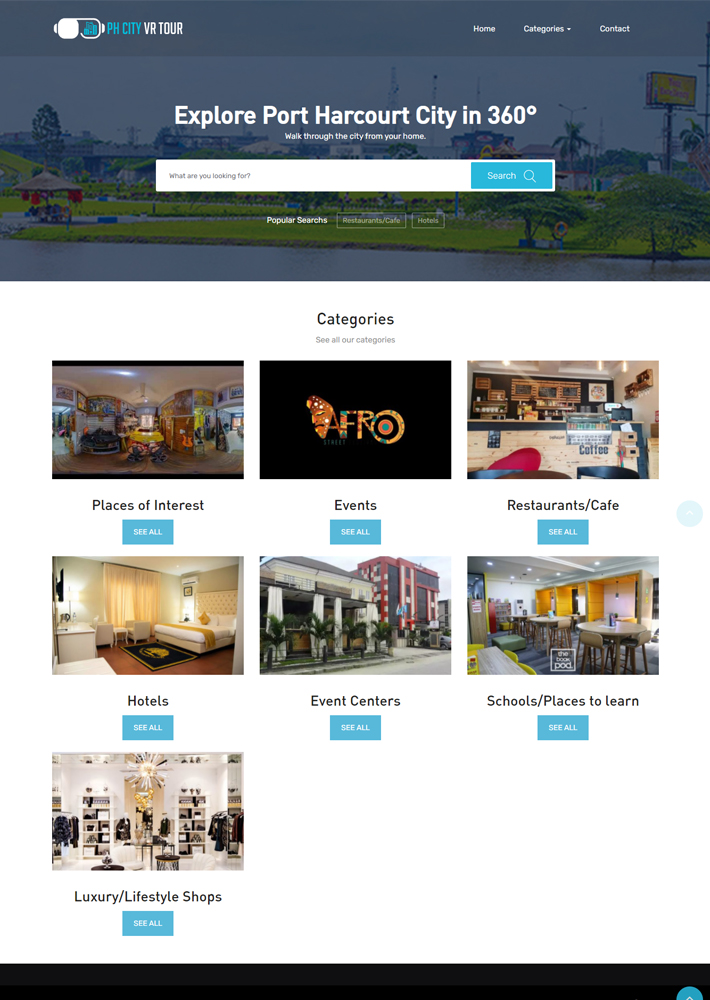 PH CITY VR TOUR
Home
Categories
Contact
Explore Port Harcourt City in 360°
Walk through the city from your home.
What are you looking for?
Search
Popular Searchs
Restaurants/Cafe
Hotels
Categories
See all our categories
AFRO
STREET
Coffee
Places of Interest
Events
Restaurants/Cafe
SEE ALL
SEE ALL
SEE ALL
the
book
pod.
Hotels
Event Centers
Schools/Places to learn
SEE ALL
SEE ALL
SEE ALL
Luxury/Lifestyle Shops
SEE ALL